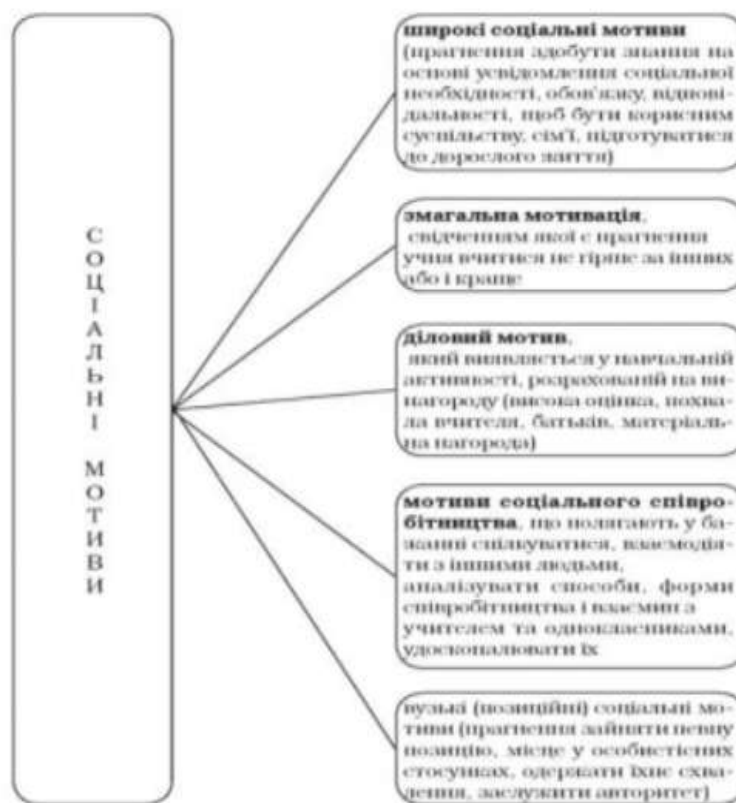 СОЦІАЛЬНІ МОТИВИ
широкі соціальні мотиви
(прагнення здобути знання на
основі усвідомлення соціальної
необхідності, обов'язку, відпові-
дальності, щоб бути корисним
суспільству, сім'ї, підготуватися
до дорослого життя)
змагальна мотивація,
свідченням якої є прагнення
учня вчитися не гірше за інших
або і краще
діловий мотив,
який виявляється у навчальній
активності, розрахованій на ви-
нагороду (висока оцінка, похва-
ла вчителя, батьків, матеріаль-
на нагорода)
мотиви соціального співро-
бітництва, що полягають у ба-
жанні спілкуватися, взаємодія-
ти з іншими людьми,
аналізувати способи, форми
співробітництва і взаємин з
учителем та однокласниками,
удосконалювати їх
вузькі (позиційні) соціальні мо-
тиви (прагнення зайняти певну
позицію, місце у особистісних
стосунках, одержати їхнє схва-
лення, заслужити авторитет)